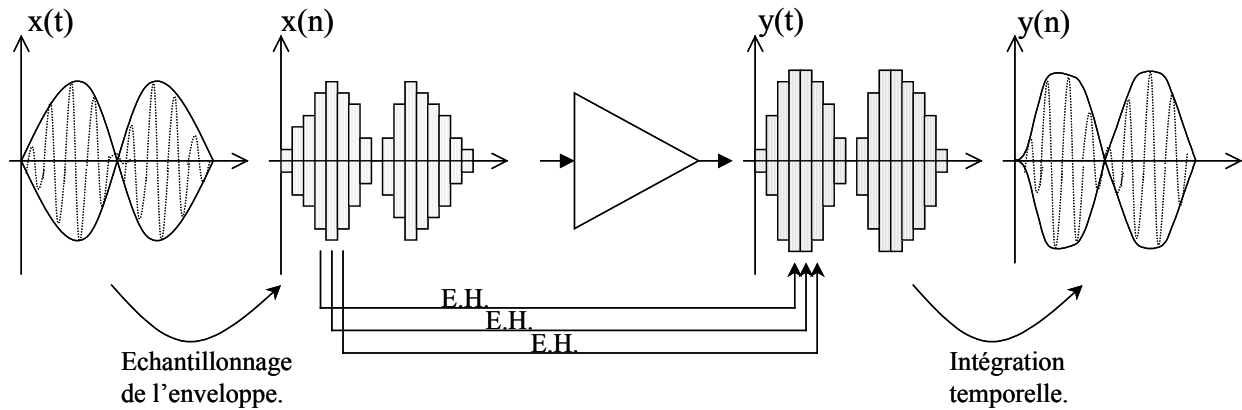 x(t)
x(n)
y(t)
y(n)
E.H.
E.H.
E.H.
Echantillonnage
de l’enveloppe.
Intégration
temporelle.